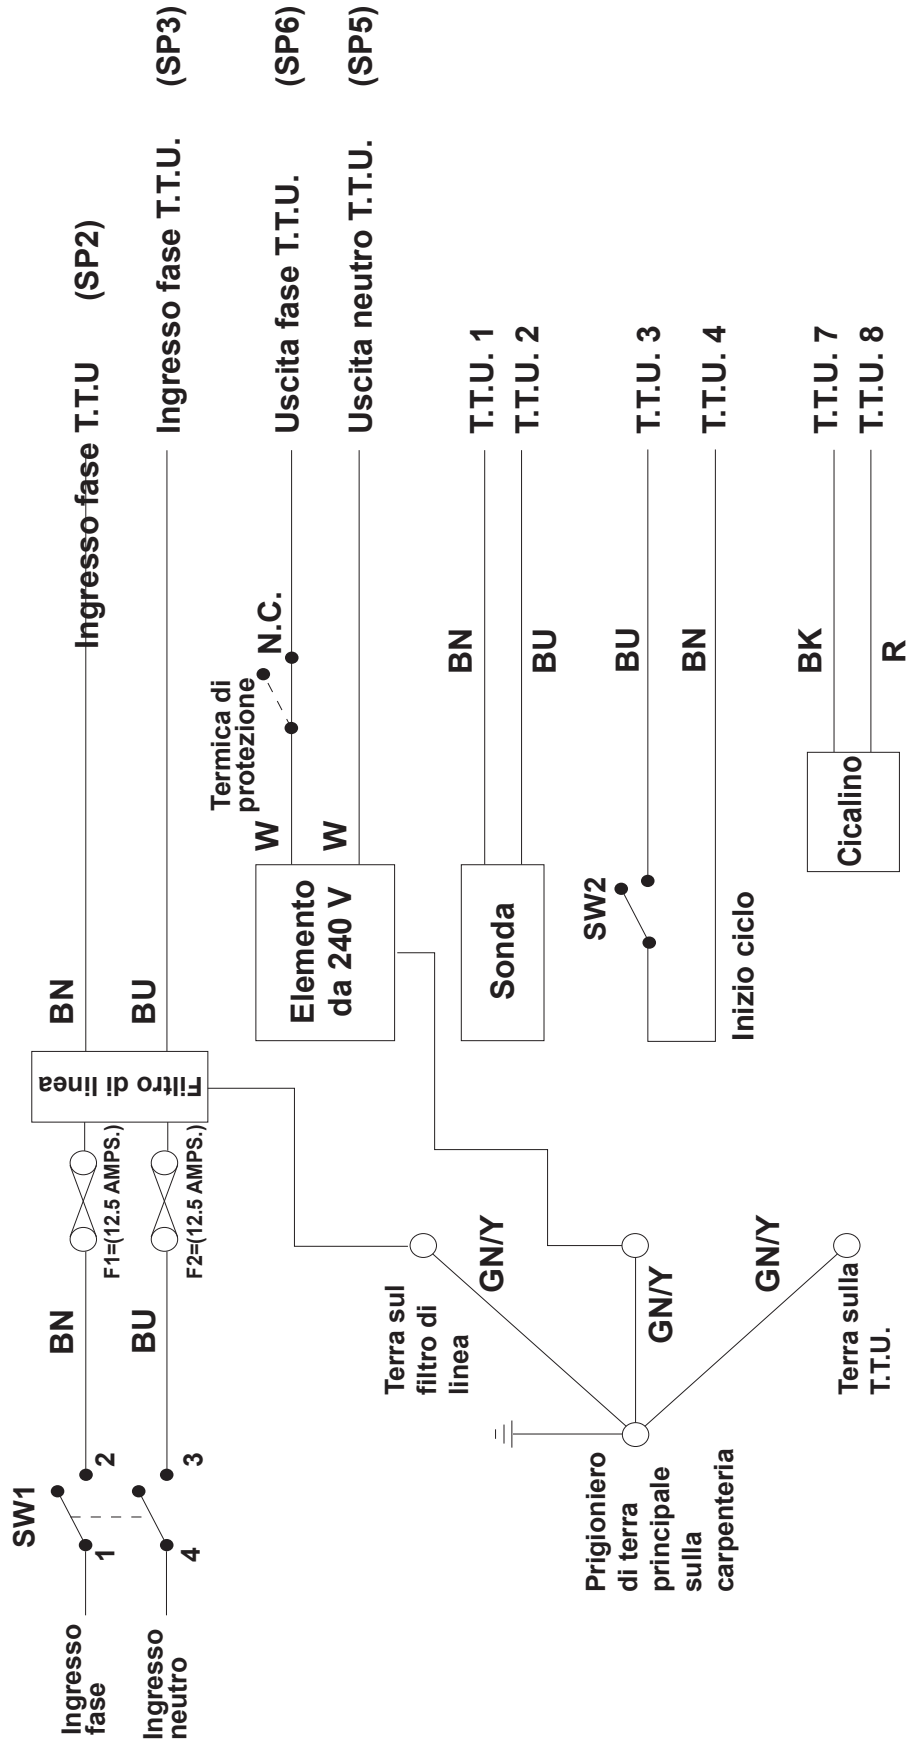 Ingresso
fase
Ingresso
neutro
SW1
1
2
4
3
BN
BU
F1=(12.5 AMPS.)
F2=(12.5 AMPS.)
Filtro di linea
BN
BU
Ingresso fase T.T.U
(SP2)
Ingresso fase T.T.U.
(SP3)
Elemento
da 240 V
W
W
Termica di
protezione
N.C.
Uscita fase T.T.U.
(SP6)
Uscita neutro T.T.U.
(SP5)
Terra sul
filtro di
linea
GN/Y
Sonda
BN
BU
T.T.U. 1
T.T.U. 2
Prigioniero
di terra
principale
sulla
carpenteria
GN/Y
SW2
BU
BN
T.T.U. 3
T.T.U. 4
Inizio ciclo
GN/Y
Terra sulla
T.T.U.
Cicalino
BK
R
T.T.U. 7
T.T.U. 8